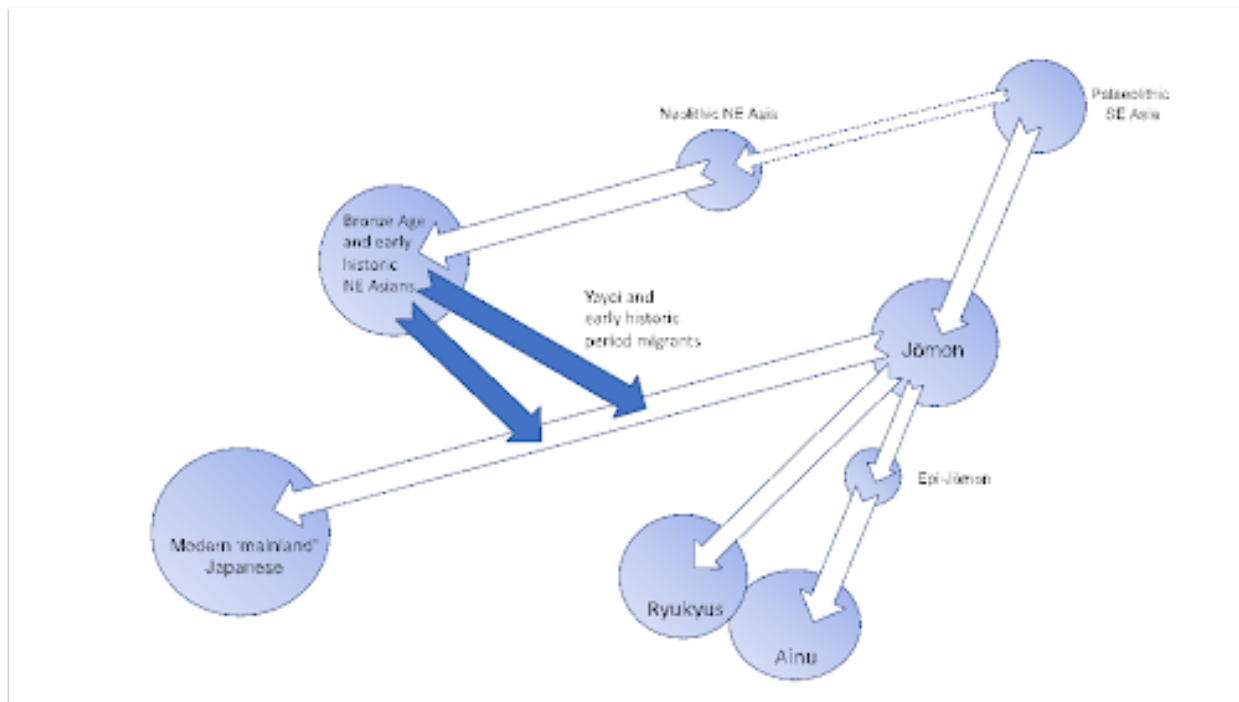 Palaeolithic
SE Asia
Neolithic NE Asia
Bronze Age
and early
historic
NE Asians
Yayoi and
early historic
period migrants
Jōmon
Epi-Jōmon
Modern "mainland"
Japanese
Ryukyus
Ainu